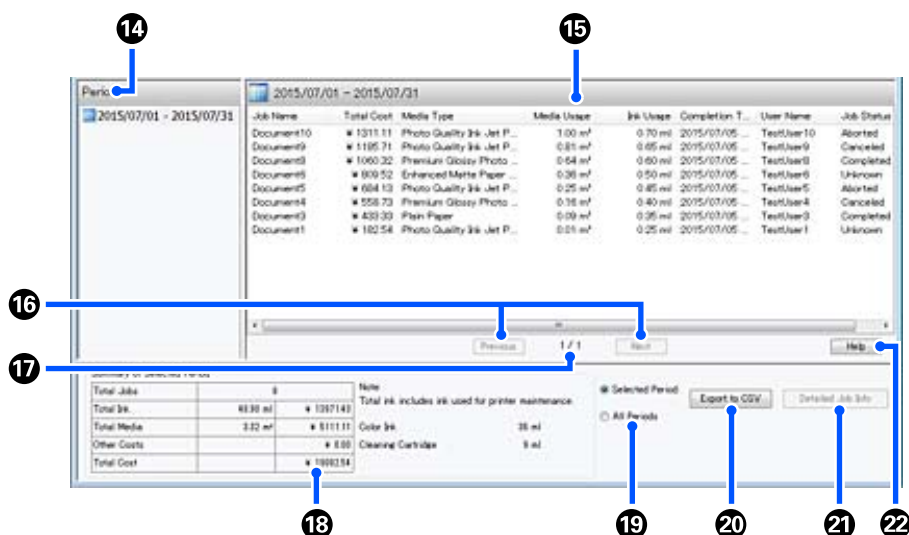 14 15
Perio
2015/07/01 - 2015/07/31
2015/07/01 - 2015/07/31
Job Name Total Cost Media Type Media Usage Ink Usage Completion T... User Name Job Status
Document10 ¥ 1311.11 Photo Quality Ink Jet P... 1.00 m² 0.70 ml 2015/07/05 ... TestUser10 Aborted
Document9 ¥ 1185.71 Photo Quality Ink Jet P... 0.81 m² 0.65 ml 2015/07/05 ... TestUser9 Canceled
Document8 ¥ 1060.32 Premium Glossy Photo ... 0.64 m² 0.60 ml 2015/07/05 ... TestUser8 Completed
Document6 ¥ 809.52 Enhanced Matte Paper ... 0.36 m² 0.50 ml 2015/07/05 ... TestUser6 Unknown
Document5 ¥ 684.13 Photo Quality Ink Jet P... 0.25 m² 0.45 ml 2015/07/05 ... TestUser5 Aborted
Document4 ¥ 558.73 Premium Glossy Photo ... 0.16 m² 0.40 ml 2015/07/05 ... TestUser4 Canceled
Document3 ¥ 433.33 Plain Paper 0.09 m² 0.35 ml 2015/07/05 ... TestUser3 Completed
Document1 ¥ 182.54 Photo Quality Ink Jet P... 0.01 m² 0.25 ml 2015/07/05 ... TestUser1 Unknown
16
Previous 1 / 1 Next Help
17
Summary of Selected Period
Total Jobs 8
Total Ink ml ¥
Total Media 3.32 m² ¥
Other Costs ¥ 0.00
Total Cost ¥
Note
Total ink includes ink used for printer maintenance.
Color Ink 35 ml
Cleaning Cartridge ml
Selected Period
All Periods
Export to CSV Detailed Job Info
18 19 20 21 22